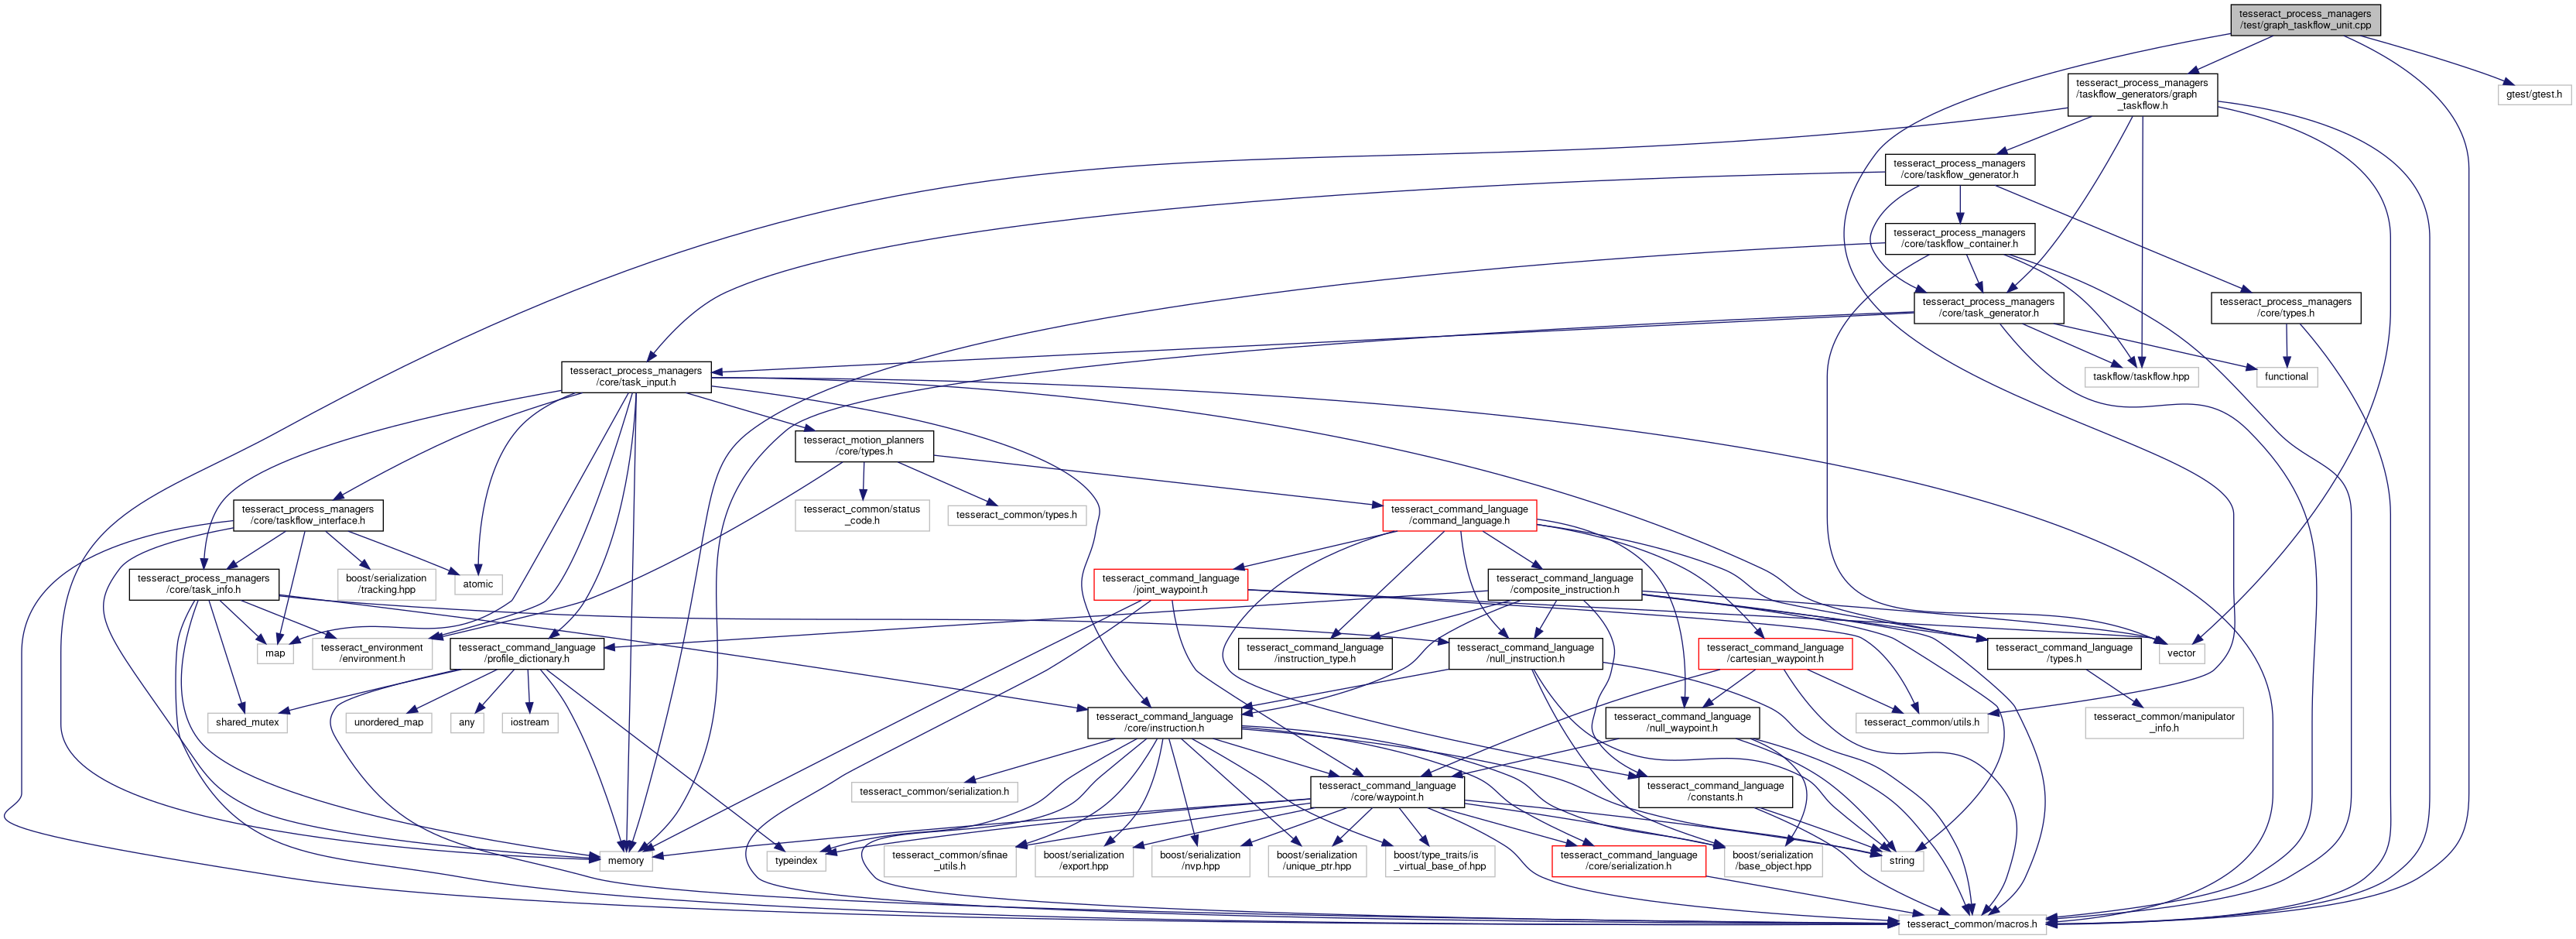 tesseract_process_managers
/test/graph_taskflow_unit.cpp
tesseract_process_managers
/taskflow_generators/graph
_taskflow.h
gtest/gtest.h
tesseract_process_managers
/core/taskflow_generator.h
tesseract_process_managers
/core/taskflow_container.h
tesseract_process_managers
/core/task_generator.h
tesseract_process_managers
/core/types.h
tesseract_process_managers
/core/task_input.h
taskflow/taskflow.hpp
functional
tesseract_motion_planners
/core/types.h
tesseract_process_managers
/core/taskflow_interface.h
tesseract_common/status
_code.h
tesseract_common/types.h
tesseract_command_language
/command_language.h
tesseract_process_managers
/core/task_info.h
boost/serialization
/tracking.hpp
atomic
tesseract_command_language
/joint_waypoint.h
tesseract_command_language
/composite_instruction.h
map
tesseract_environment
/environment.h
tesseract_command_language
/profile_dictionary.h
tesseract_command_language
/instruction_type.h
tesseract_command_language
/null_instruction.h
tesseract_command_language
/cartesian_waypoint.h
tesseract_command_language
/types.h
vector
shared_mutex
unordered_map
any
iostream
tesseract_command_language
/core/instruction.h
tesseract_command_language
/null_waypoint.h
tesseract_common/utils.h
tesseract_common/manipulator
_info.h
tesseract_common/serialization.h
tesseract_command_language
/core/waypoint.h
tesseract_command_language
/constants.h
memory
typeindex
tesseract_common/sfinae
_utils.h
boost/serialization
/export.hpp
boost/serialization
/nvp.hpp
boost/serialization
/unique_ptr.hpp
boost/type_traits/is
_virtual_base_of.hpp
tesseract_command_language
/core/serialization.h
boost/serialization
/base_object.hpp
string
tesseract_common/macros.h